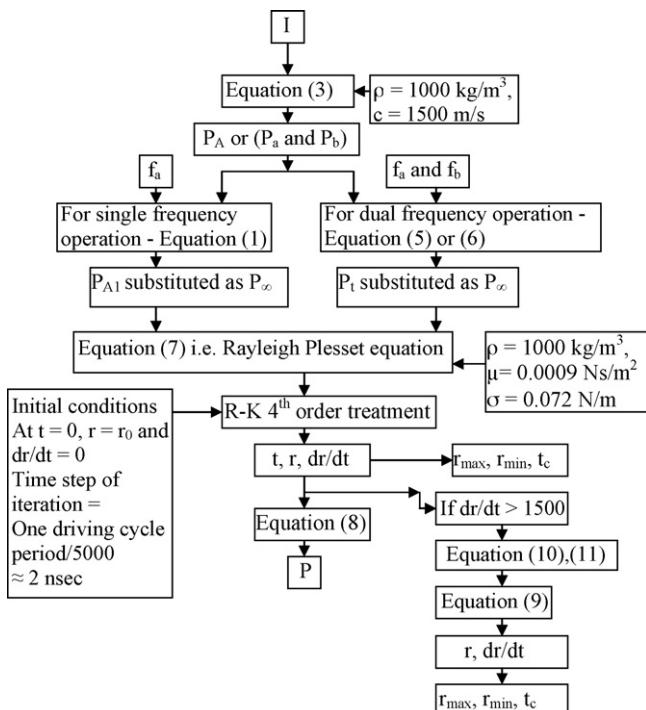 I
Equation (3)
ρ = 1000 kg/m³,
c = 1500 m/s
P_A or (P_a and P_b)
f_a
f_a and f_b
For single frequency
operation - Equation (1)
For dual frequency operation -
Equation (5) or (6)
P_A1 substituted as P_∞
P_t substituted as P_∞
Equation (7) i.e. Rayleigh Plesset equation
ρ = 1000 kg/m³,
μ= 0.0009 Ns/m²
σ = 0.072 N/m
Initial conditions
At t = 0, r = r₀ and
dr/dt = 0
Time step of
iteration =
One driving cycle
period/5000
≈ 2 nsec
R-K 4th order treatment
t, r, dr/dt
r_max, r_min, t_c
Equation (8)
If dr/dt > 1500
P
Equation (10),(11)
Equation (9)
r, dr/dt
r_max, r_min, t_c